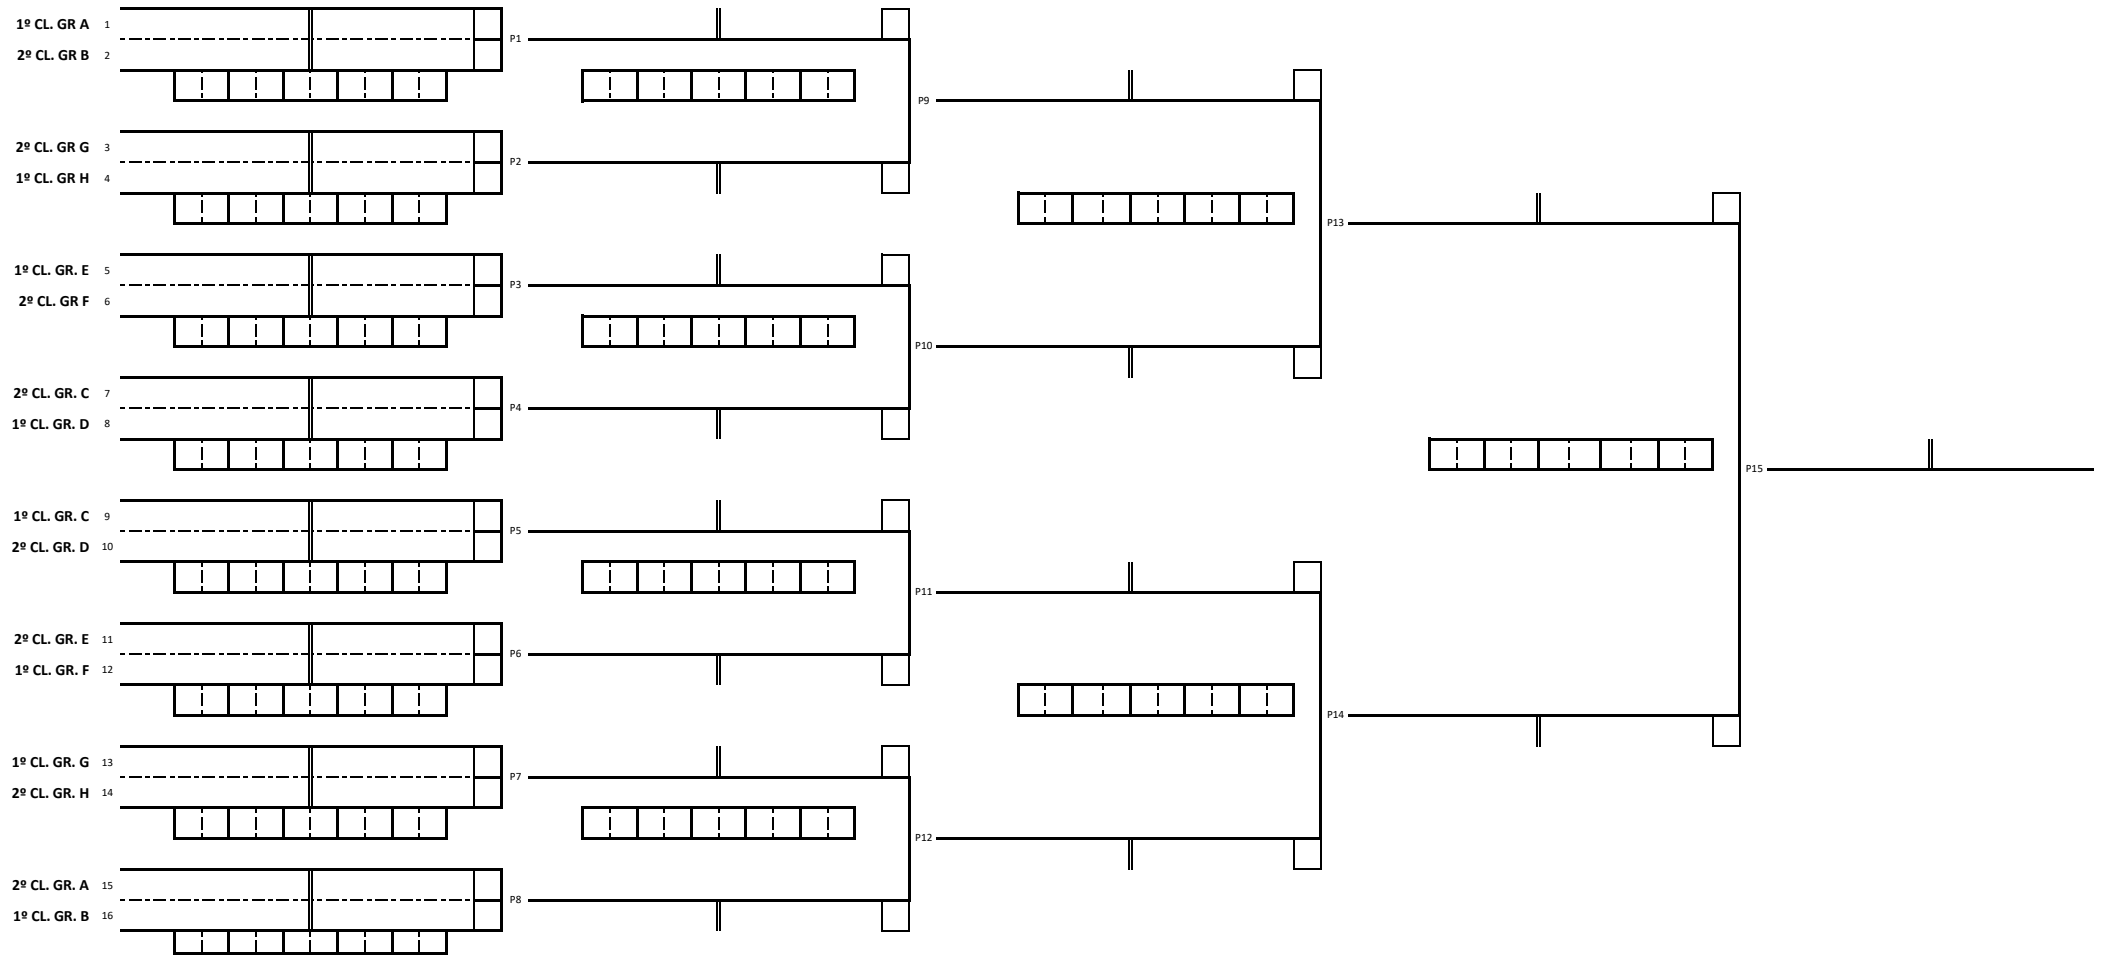 1º CL. GR A 1
P1
2º CL. GR B 2
P9
2º CL. GR G 3
P2
1º CL. GR H 4
P13
1º CL. GR. E 5
P3
2º CL. GR F 6
P10
2º CL. GR. C 7
P4
1º CL. GR. D 8
P15
1º CL. GR. C 9
P5
2º CL. GR. D 10
P11
2º CL. GR. E 11
P6
1º CL. GR. F 12
P14
1º CL. GR. G 13
P7
2º CL. GR. H 14
P12
2º CL. GR. A 15
P8
1º CL. GR. B 16